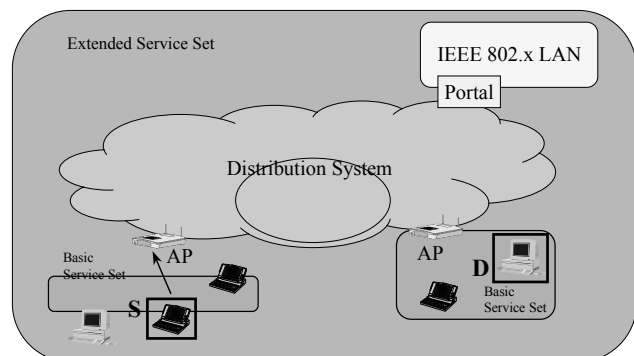 Extended Service Set
IEEE 802.x LAN
Portal
Distribution System
AP
Basic
Service Set
S
AP
D
Basic
Service Set